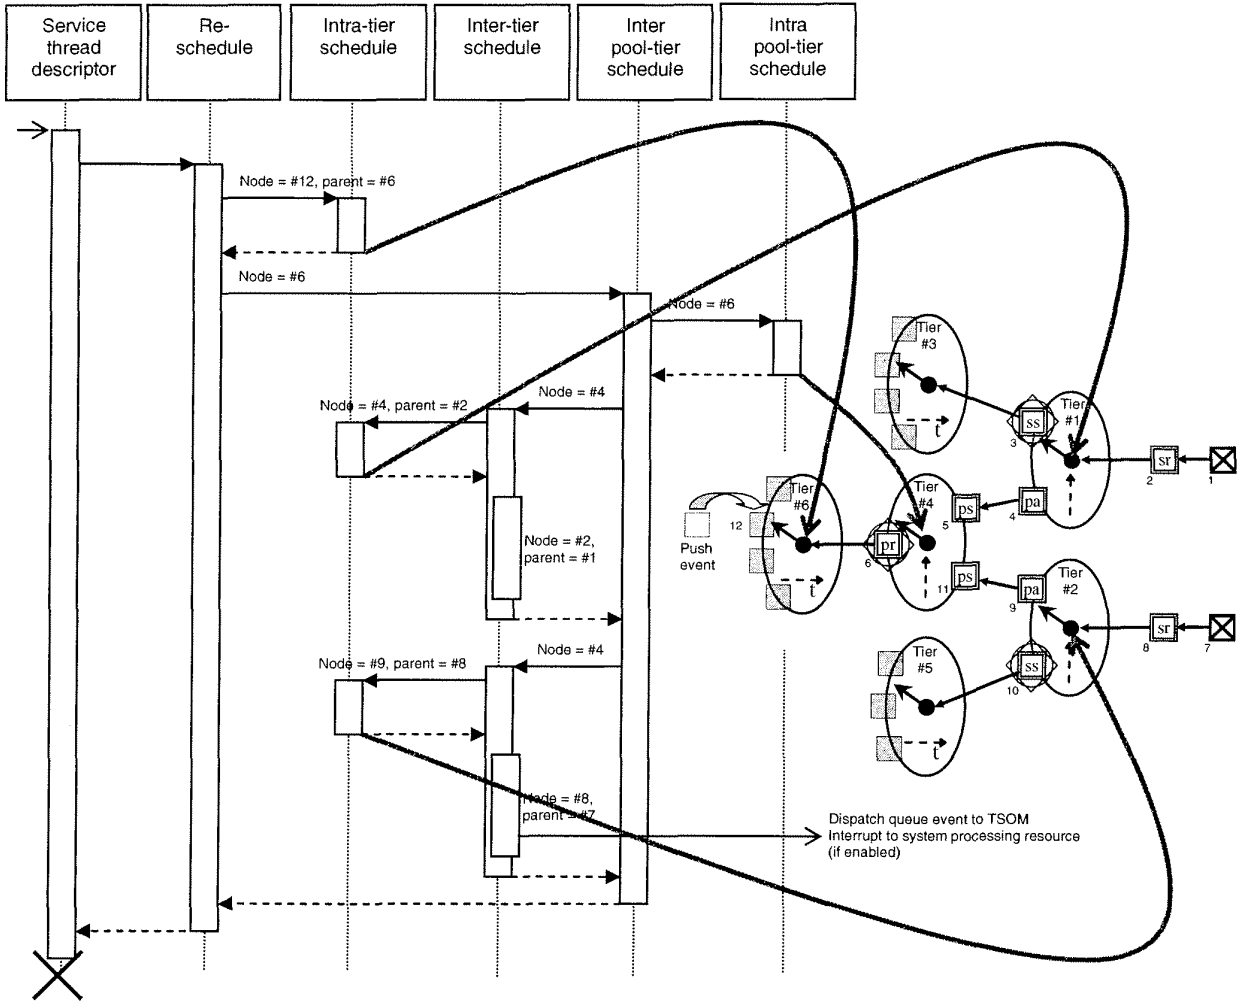 Service
thread
descriptor
Re-
schedule
Intra-tier
schedule
Inter-tier
schedule
Inter
pool-tier
schedule
Intra
pool-tier
schedule
Node = #12, parent = #6
Node = #6
Node = #6
Node = #4
Node = #4, parent = #2
Node = #2,
parent = #1
Node = #4
Node = #9, parent = #8
Node = #8,
parent = #7
Dispatch queue event to TSOM
Interrupt to system processing resource
(if enabled)
Tier
#3
t
ss
3
Tier
#1
sr
2
1
pa
4
ps
5
Tier
#4
pr
6
Tier
#6
t
12
Push
event
ps
11
pa
9
Tier
#2
sr
8
7
ss
10
Tier
#5
t